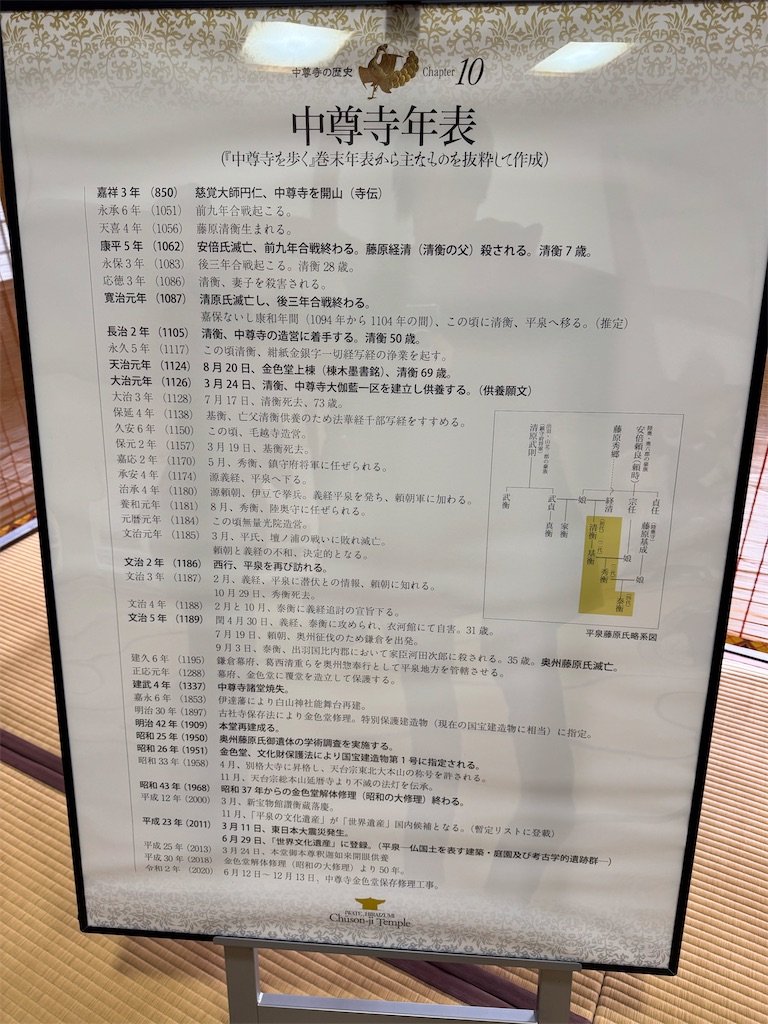 中尊寺の歴史 Chapter 10
中尊寺年表
(『中尊寺を歩く』巻末年表から主なものを抜粋して作成)
嘉祥3年 (850) 慈覚大師円仁、中尊寺を開山(寺伝)
永承6年 (1051) 前九年合戦起こる。
天喜4年 (1056) 藤原清衡生まれる。
康平5年 (1062) 安倍氏滅亡、前九年合戦終わる。藤原経清(清衡の父)殺される。清衡7歳。
永保3年 (1083) 後三年合戦起こる。清衡28歳。
応徳3年 (1086) 清衡、妻子を殺害される。
寛治元年 (1087) 清原氏滅亡し、後三年合戦終わる。
嘉保ないし康和年間(1094年から1104年の間)、この頃に清衡、平泉へ移る。(推定)
長治2年 (1105) 清衡、中尊寺の造営に着手する。清衡50歳。
永久5年 (1117) この頃清衡、紺紙金銀字一切経写経の浄業を起す。
天治元年 (1124) 8月20日、金色堂上棟(棟木墨書銘)、清衡69歳。
大治元年 (1126) 3月24日、清衡、中尊寺大伽藍一区を建立し供養する。(供養願文)
大治3年 (1128) 7月17日、清衡死去、73歳。
保延4年 (1138) 基衡、亡父清衡供養のため法華経千部写経をすすめる。
久安6年 (1150) この頃、毛越寺造営。
保元2年 (1157) 3月19日、基衡死去。
嘉応2年 (1170) 5月、秀衡、鎮守府将軍に任ぜられる。
承安4年 (1174) 源義経、平泉へ下る。
治承4年 (1180) 源頼朝、伊豆で挙兵。義経平泉を発ち、頼朝軍に加わる。
養和元年 (1181) 8月、秀衡、陸奥守に任ぜられる。
元暦元年 (1184) この頃無量光院造営。
文治元年 (1185) 3月、平氏、壇ノ浦の戦いに敗れ滅亡。
頼朝と義経の不和、決定的となる。
文治2年 (1186) 西行、平泉を再び訪れる。
文治3年 (1187) 2月、義経、平泉に潜伏との情報、頼朝に知れる。
10月29日、秀衡死去。
文治4年 (1188) 2月と10月、泰衡に義経追討の宣旨下る。
文治5年 (1189) 閏4月30日、義経、泰衡に攻められ、衣河館にて自害。31歳。
7月19日、頼朝、奥州征伐のため鎌倉を出発。
9月3日、泰衡、出羽国比内郡において家臣河田次郎に殺される。35歳。奥州藤原氏滅亡。
建久6年 (1195) 鎌倉幕府、葛西清重らを奥州惣奉行として平泉地方を管轄させる。
正応元年 (1288) 幕府、金色堂に覆堂を造立して保護する。
建武4年 (1337) 中尊寺諸堂焼失。
嘉永6年 (1853) 伊達藩により白山神社能舞台再建。
明治30年 (1897) 古社寺保存法により金色堂修理。特別保護建造物(現在の国宝建造物に相当)に指定。
明治42年 (1909) 本堂再建成る。
昭和25年 (1950) 奥州藤原氏御遺体の学術調査を実施する。
昭和26年 (1951) 金色堂、文化財保護法により国宝建造物第1号に指定される。
昭和33年 (1958) 4月、別格大寺に昇格し、天台宗東北大本山の称号を許される。
11月、天台宗総本山延暦寺より不滅の法灯を伝承。
昭和43年 (1968) 昭和37年からの金色堂解体修理(昭和の大修理)終わる。
平成12年 (2000) 3月、新宝物館讃衡蔵落慶。
11月、「平泉の文化遺産」が「世界遺産」国内候補となる。(暫定リストに登載)
平成23年 (2011) 3月11日、東日本大震災発生。
6月29日、「世界文化遺産」に登録。(平泉―仏国土を表す建築・庭園及び考古学的遺跡群―)
平成25年 (2013) 3月24日、本堂御本尊釈迦如来開眼供養
平成30年 (2018) 金色堂解体修理(昭和の大修理)より50年。
令和2年 (2020) 6月12日〜12月13日、中尊寺金色堂保存修理工事。
安倍頼良(頼時)
藤原秀郷
清原武則
貞任
宗任
経清
娘
武貞
武衡
藤原基成
家衡
真衡
(初代)清衡
(二代)基衡
娘
(三代)秀衡
娘
(四代)泰衡
平泉藤原氏略系図
IWATE HIRAIZUMI
Chūson-ji Temple